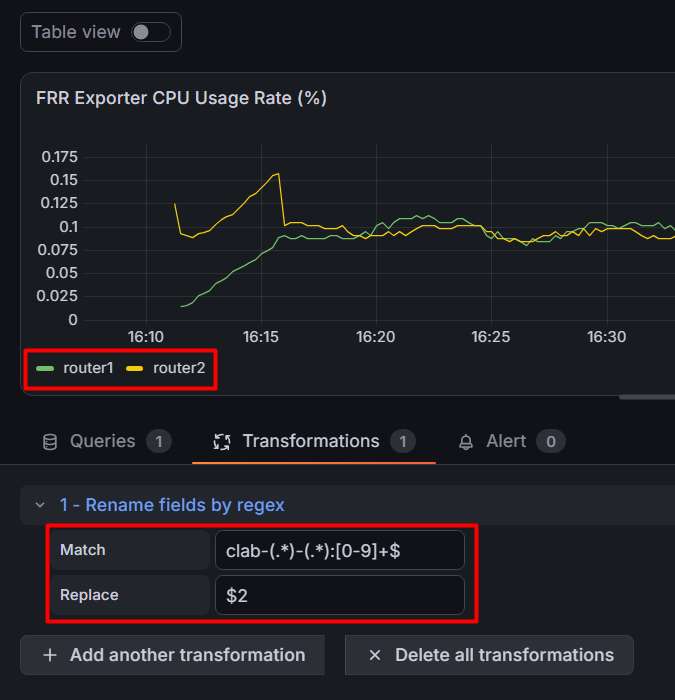 Table view
FRR Exporter CPU Usage Rate (%)
0.175
0.15
0.125
0.1
0.075
0.05
0.025
0
16:10 16:15 16:20 16:25 16:30
router1 router2
Queries 1 Transformations 1 Alert 0
1 - Rename fields by regex
Match clab-(.*)-(.*):[0-9]+$
Replace $2
+ Add another transformation × Delete all transformations